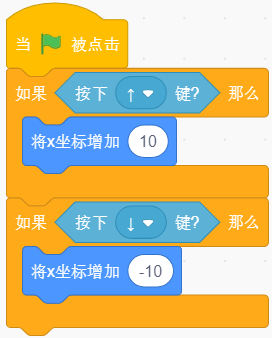 当 被点击
如果 按下 ↑ 键? 那么
将x坐标增加 10
如果 按下 ↓ 键? 那么
将x坐标增加 -10